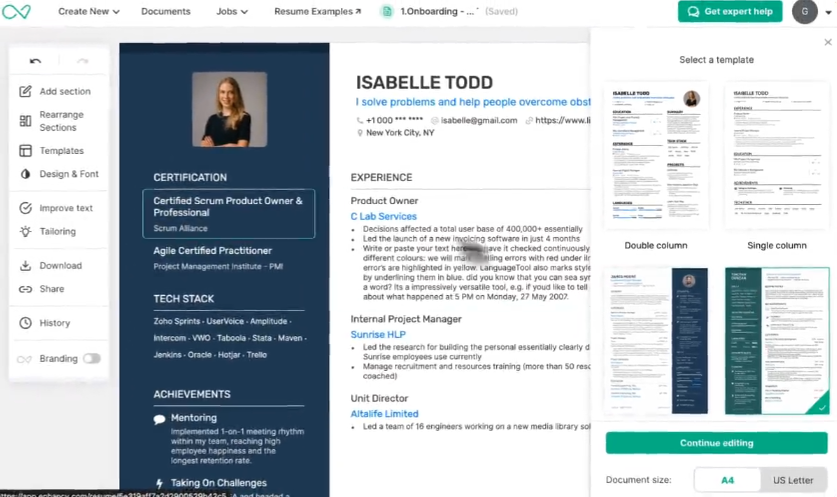 Create New
Documents
Jobs
Resume Examples
1.Onboarding - ...
(Saved)
Get expert help
G
Add section
Rearrange
Sections
Templates
Design & Font
Improve text
Tailoring
Download
Share
History
Branding
CERTIFICATION
Certified Scrum Product Owner &
Professional
Scrum Alliance
Agile Certified Practitioner
Project Management Institute - PMI
TECH STACK
Zoho Sprints · UserVoice · Amplitude ·
Intercom · VWO · Taboola · Stata · Maven ·
Jenkins · Oracle · Hotjar · Trello
ACHIEVEMENTS
Mentoring
Implemented 1-on-1 meeting rhythm
within my team, reaching high
employee happiness and the
longest retention rate.
Taking On Challenges
ISABELLE TODD
I solve problems and help people overcome obst
+1 000 *** ****
isabelle@gmail.com
https://www.li
New York City, NY
EXPERIENCE
Product Owner
C Lab Services
• Decisions affected a total user base of 400,000+ essentially
• Led the launch of a new invoicing software in just 4 months
• Write or paste your text here have it checked continuously
different colours: we will mark spelling errors with red under lin
error's are highlighted in yellow. LanguageTool also marks style
by underlining them in blue. did you know that you can sea syn
a word? Its a impressively versatile tool, e.g. if youd like to tell
about what happened at 5 PM on Monday, 27 May 2007.
Internal Project Manager
Sunrise HLP
• Led the research for building the personal essentially clearly d
Sunrise employees use currently
• Manage recruitment and resources training (more than 50 reso
coached)
Unit Director
Altalife Limited
• Led a team of 16 engineers working on a new media library sol
Select a template
ISABELLE TODD
ISABELLE TODD
Double column
Single column
Continue editing
Document size:
A4
US Letter